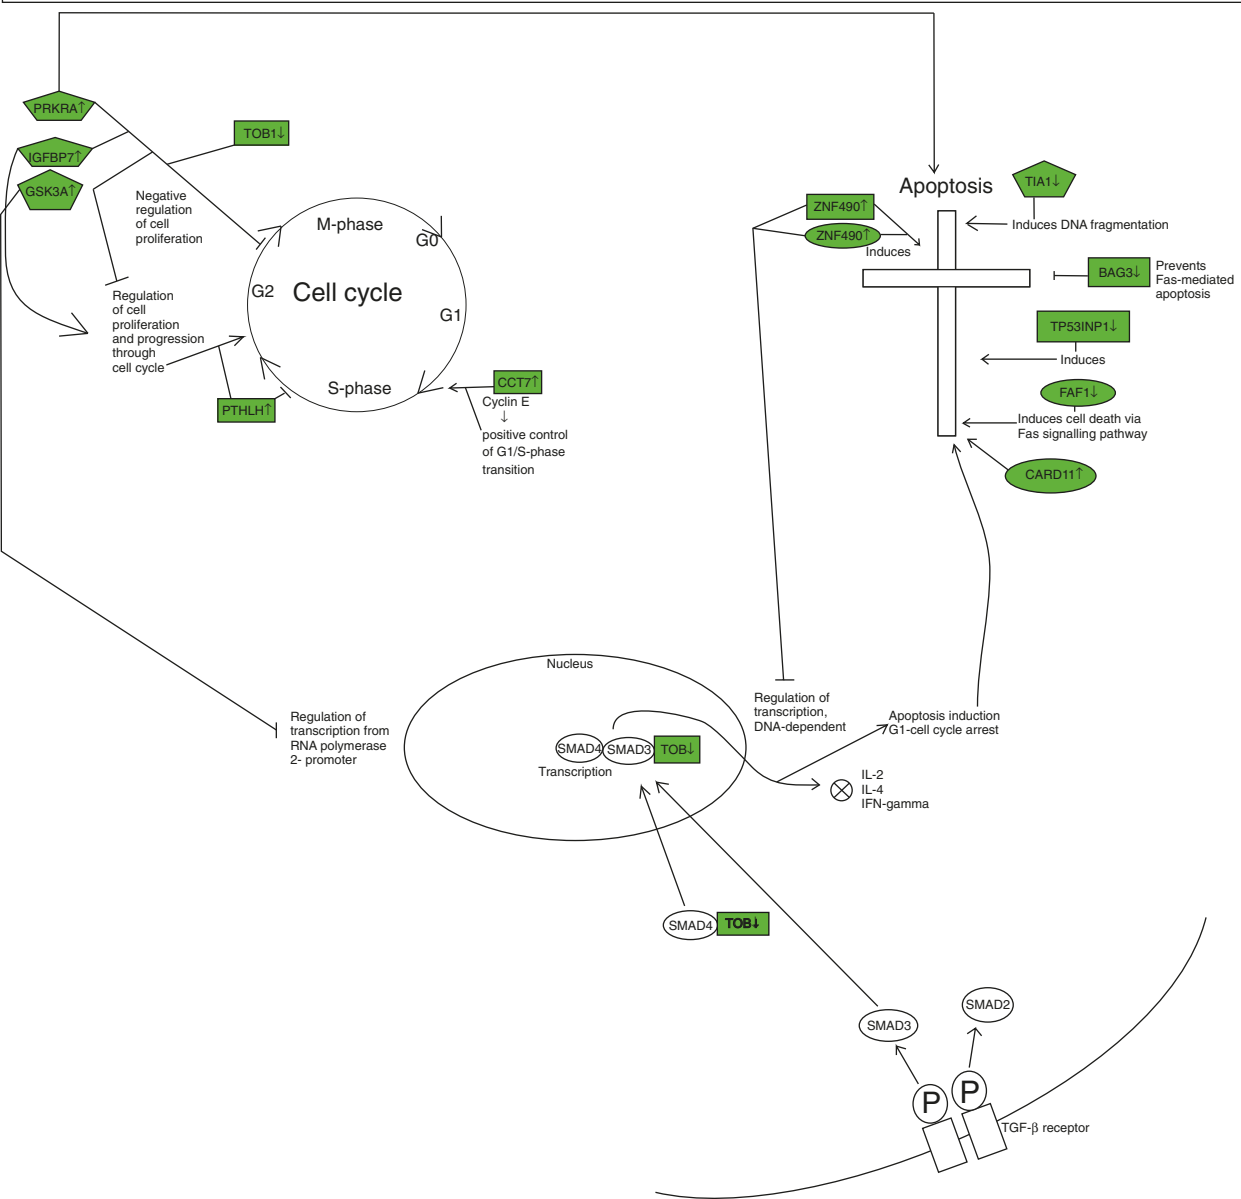 PRKRA↑
IGFBP7↑
GSK3A↑
TOB1↓
Negative
regulation
of cell
proliferation
Regulation
of cell
proliferation
and progression
through
cell cycle
PTHLH↑
M-phase
G0
G2
Cell cycle
G1
S-phase
CCT7↑
Cyclin E
↓
positive control
of G1/S-phase
transition
Apoptosis
TIA1↓
Induces DNA fragmentation
ZNF490↑
ZNF490↑
Induces
BAG3↓
Prevents
Fas-mediated
apoptosis
TP53INP1↓
Induces
FAF1↓
Induces cell death via
Fas signalling pathway
CARD11↑
Nucleus
Regulation of
transcription from
RNA polymerase
2- promoter
SMAD4
SMAD3
TOB↓
Transcription
Regulation of
transcription,
DNA-dependent
Apoptosis induction
G1-cell cycle arrest
IL-2
IL-4
IFN-gamma
SMAD4
TOB↓
SMAD3
SMAD2
P
P
TGF-β receptor